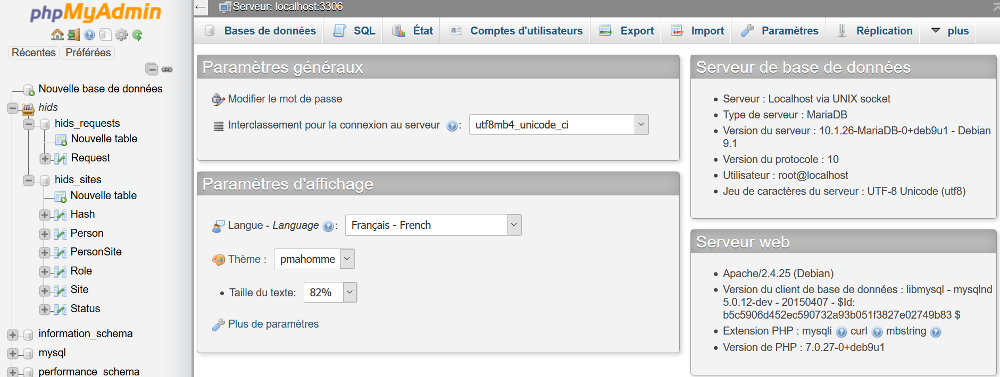 phpMyAdmin
Récentes
Préférées
Nouvelle base de données
hids
hids_requests
Nouvelle table
Request
hids_sites
Nouvelle table
Hash
Person
PersonSite
Role
Site
Status
information_schema
mysql
performance_schema
Serveur: localhost:3306
Bases de données
SQL
État
Comptes d'utilisateurs
Export
Import
Paramètres
Réplication
plus
Paramètres généraux
Modifier le mot de passe
Interclassement pour la connexion au serveur : utf8mb4_unicode_ci
Paramètres d'affichage
Langue - Language : Français - French
Thème : pmahomme
• Taille du texte: 82%
Plus de paramètres
Serveur de base de données
• Serveur : Localhost via UNIX socket
• Type de serveur : MariaDB
• Version du serveur : 10.1.26-MariaDB-0+deb9u1 - Debian
9.1
• Version du protocole : 10
• Utilisateur : root@localhost
• Jeu de caractères du serveur : UTF-8 Unicode (utf8)
Serveur web
• Apache/2.4.25 (Debian)
• Version du client de base de données : libmysql - mysqlnd
5.0.12-dev - 20150407 - $Id:
b5c5906d452ec590732a93b051f3827e02749b83 $
• Extension PHP : mysqli curl mbstring
• Version de PHP : 7.0.27-0+deb9u1